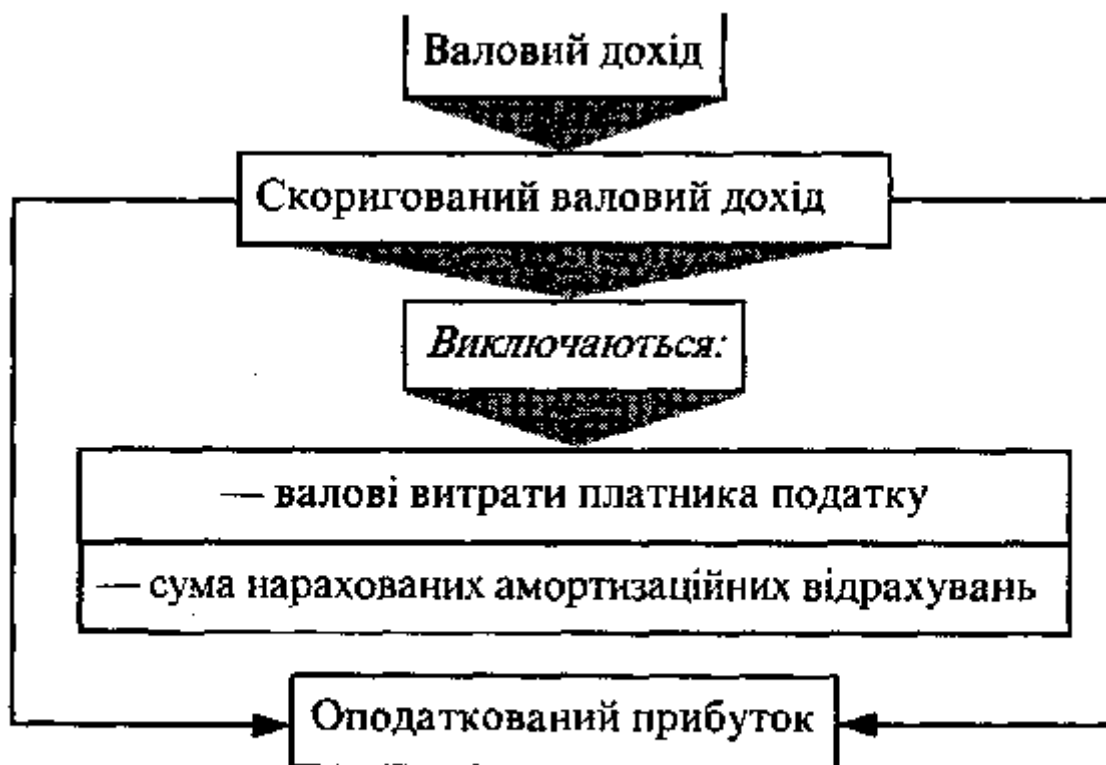 Валовий дохід
Скоригований валовий дохід
Виключаються:
— валові витрати платника податку
— сума нарахованих амортизаційних відрахувань
Оподаткований прибуток